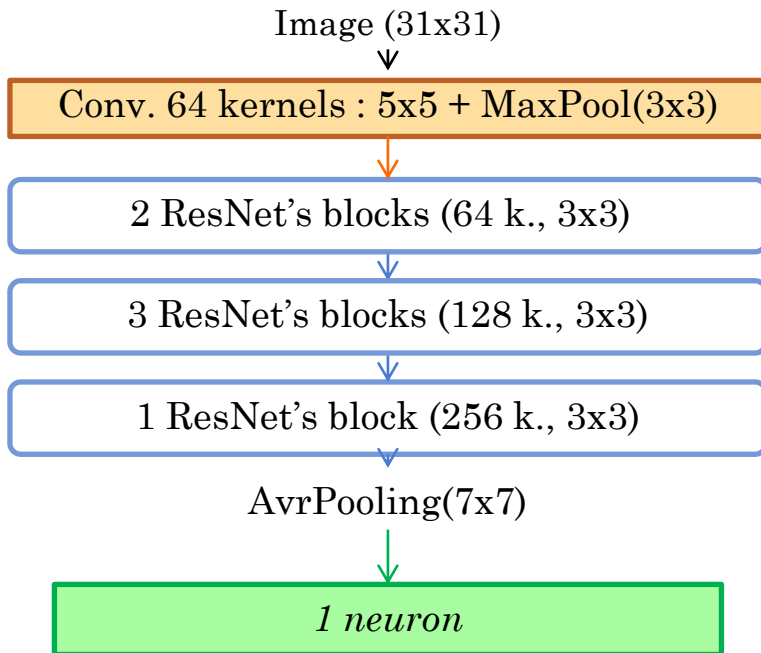 Image (31x31)
Conv. 64 kernels : 5x5 + MaxPool(3x3)
2 ResNet’s blocks (64 k., 3x3)
3 ResNet’s blocks (128 k., 3x3)
1 ResNet’s block (256 k., 3x3)
AvrPooling(7x7)
1 neuron